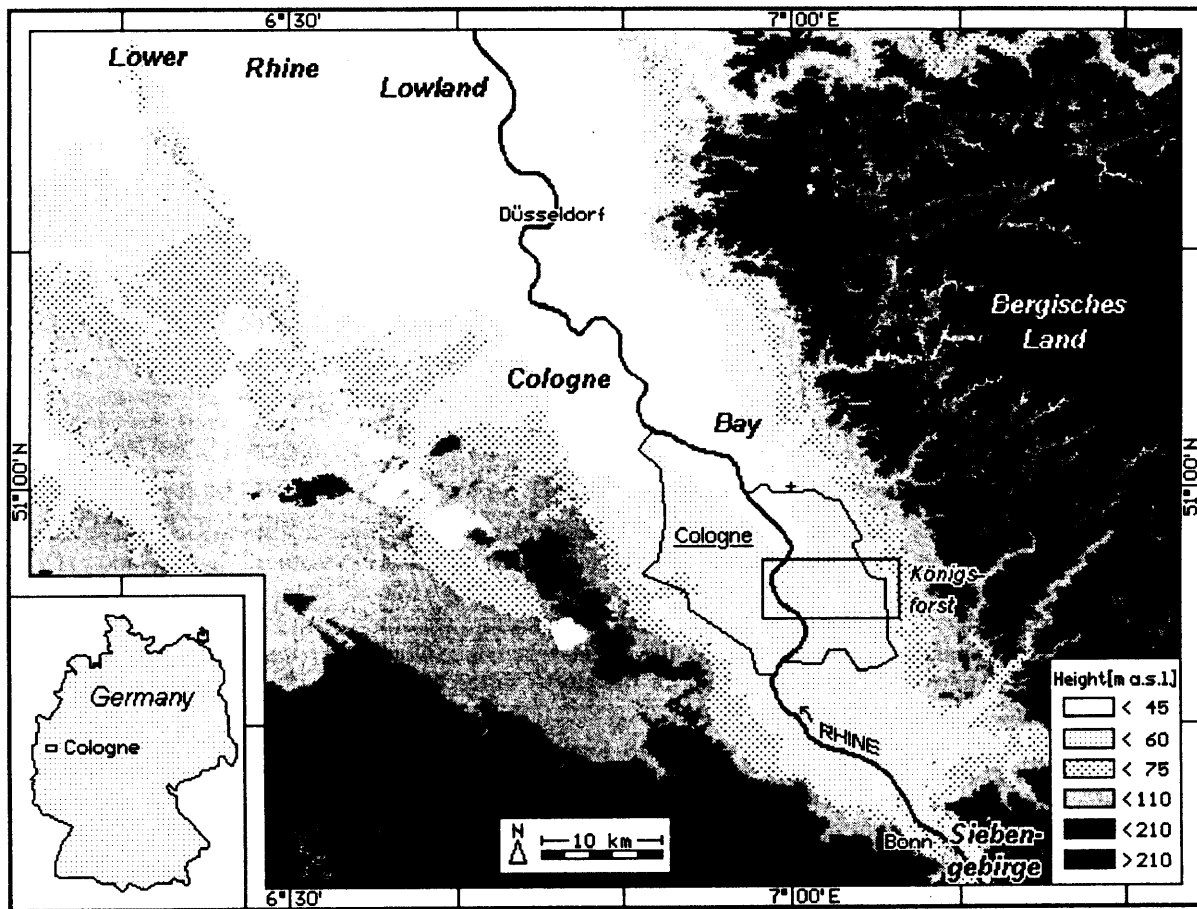 6°30'
7°00'E
Lower
Rhine
Lowland
Düsseldorf
Bergisches
Land
Cologne
Bay
51°00'N
51°00'N
Cologne
Königs-
forst
Germany
Cologne
RHINE
Height[m a.s.l.]
< 45
< 60
< 75
<110
<210
>210
N
10 km
Bonn
Sieben-
gebirge
6°30'
7°00'E